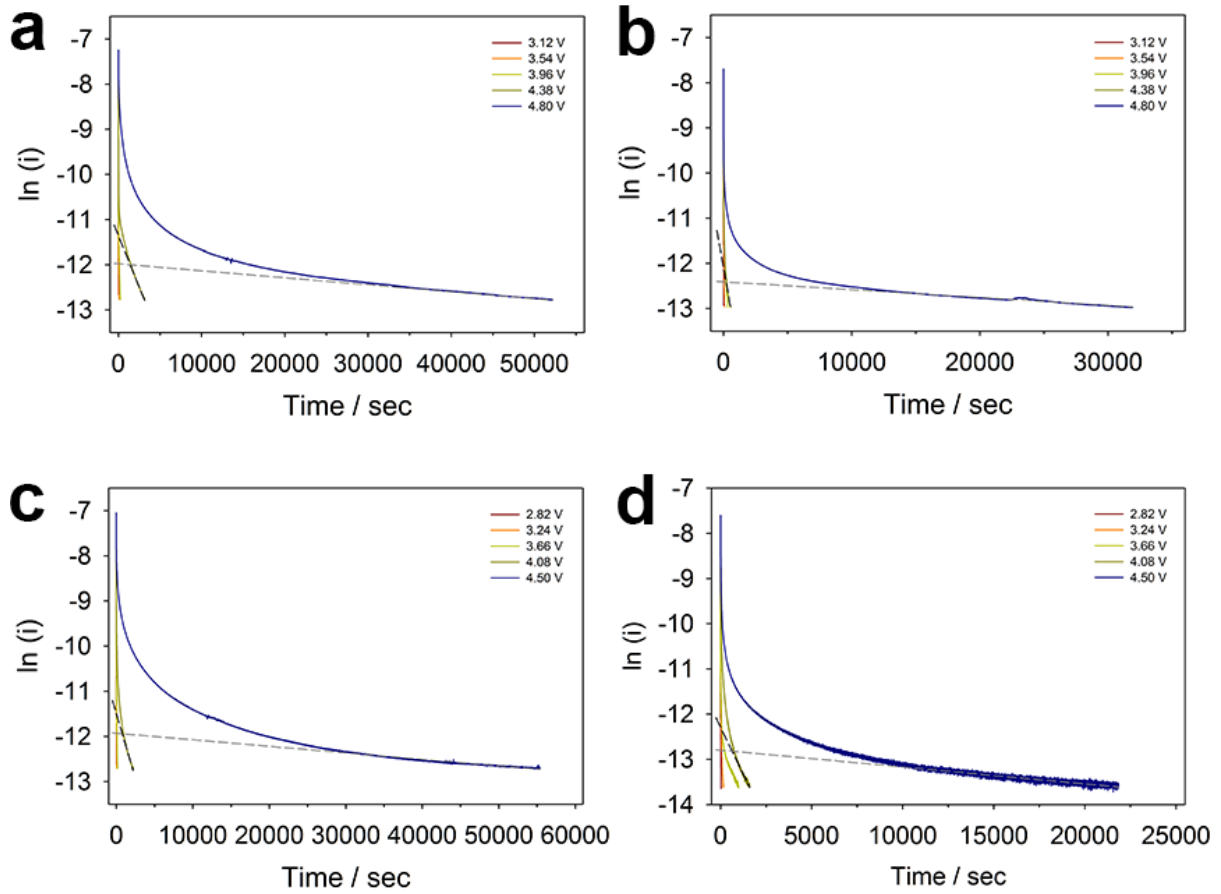 a
-7
-8
-9
-10
-11
-12
-13
ln (i)
3.12 V
3.54 V
3.96 V
4.38 V
4.80 V
0 10000 20000 30000 40000 50000
Time / sec
b
-7
-8
-9
-10
-11
-12
-13
ln (i)
3.12 V
3.54 V
3.96 V
4.38 V
4.80 V
0 10000 20000 30000
Time / sec
c
-7
-8
-9
-10
-11
-12
-13
ln (i)
2.82 V
3.24 V
3.66 V
4.08 V
4.50 V
0 10000 20000 30000 40000 50000 60000
Time / sec
d
-7
-8
-9
-10
-11
-12
-13
-14
ln (i)
2.82 V
3.24 V
3.66 V
4.08 V
4.50 V
0 5000 10000 15000 20000 25000
Time / sec